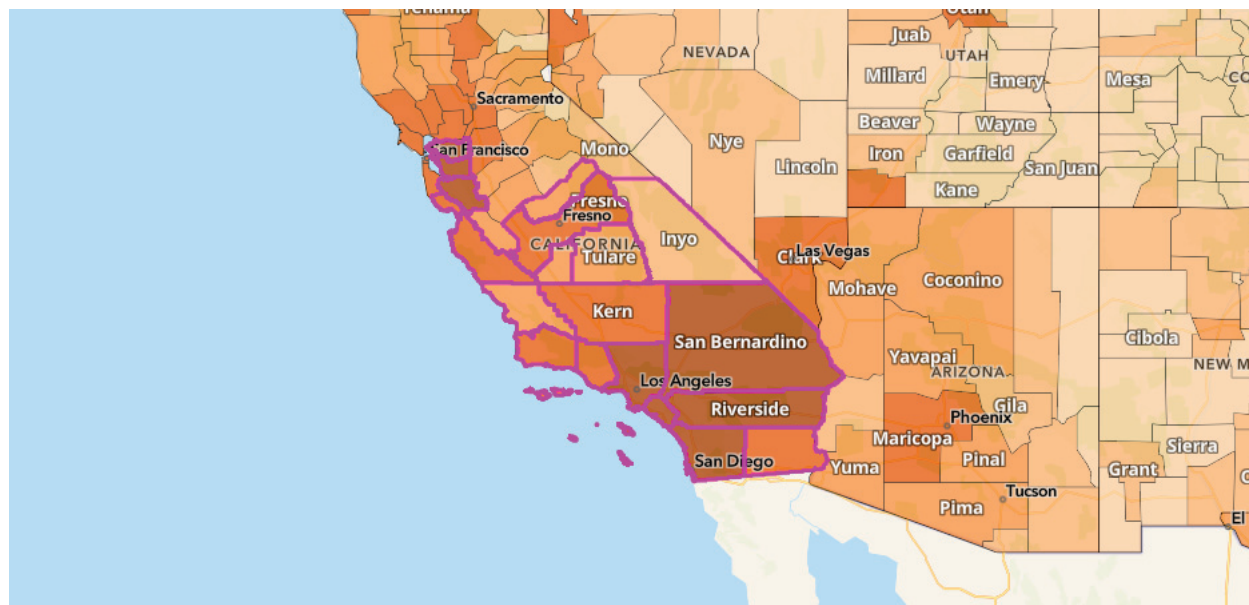 Tehama
Utah
Juab
NEVADA
UTAH
Millard
Emery
Mesa
CO
Sacramento
Beaver
Wayne
San Francisco
Mono
Nye
Iron
Garfield
Lincoln
San Juan
Kane
Fresno
Fresno
CALIFORNIA
Inyo
Tulare
Clark
Las Vegas
Mohave
Coconino
Kern
San Bernardino
Cibola
Yavapai
ARIZONA
NEW M
Los Angeles
Riverside
Gila
Phoenix
Maricopa
Sierra
San Diego
Yuma
Pinal
Grant
Tucson
Pima
El